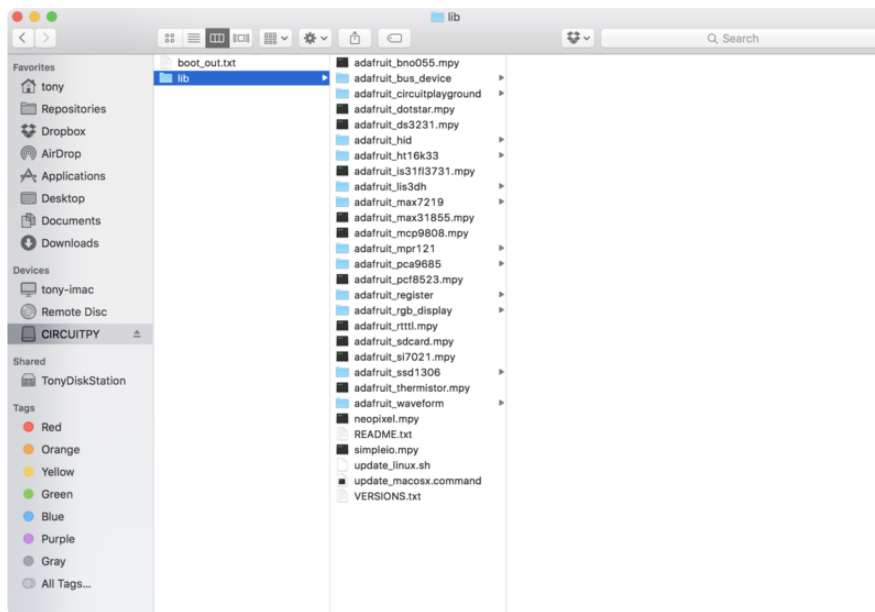 lib
Search
Favorites
tony
Repositories
Dropbox
AirDrop
Applications
Desktop
Documents
Downloads
Devices
tony-imac
Remote Disc
CIRCUITPY
Shared
TonyDiskStation
Tags
Red
Orange
Yellow
Green
Blue
Purple
Gray
All Tags...
boot_out.txt
lib
adafruit_bno055.mpy
adafruit_bus_device
adafruit_circuitplayground
adafruit_dotstar.mpy
adafruit_ds3231.mpy
adafruit_hid
adafruit_ht16k33
adafruit_is31fl3731.mpy
adafruit_lis3dh
adafruit_max7219
adafruit_max31855.mpy
adafruit_mcp9808.mpy
adafruit_mpr121
adafruit_pca9685
adafruit_pcf8523.mpy
adafruit_register
adafruit_rgb_display
adafruit_rtttl.mpy
adafruit_sdcard.mpy
adafruit_si7021.mpy
adafruit_ssd1306
adafruit_thermistor.mpy
adafruit_waveform
neopixel.mpy
README.txt
simpleio.mpy
update_linux.sh
update_macosx.command
VERSIONS.txt